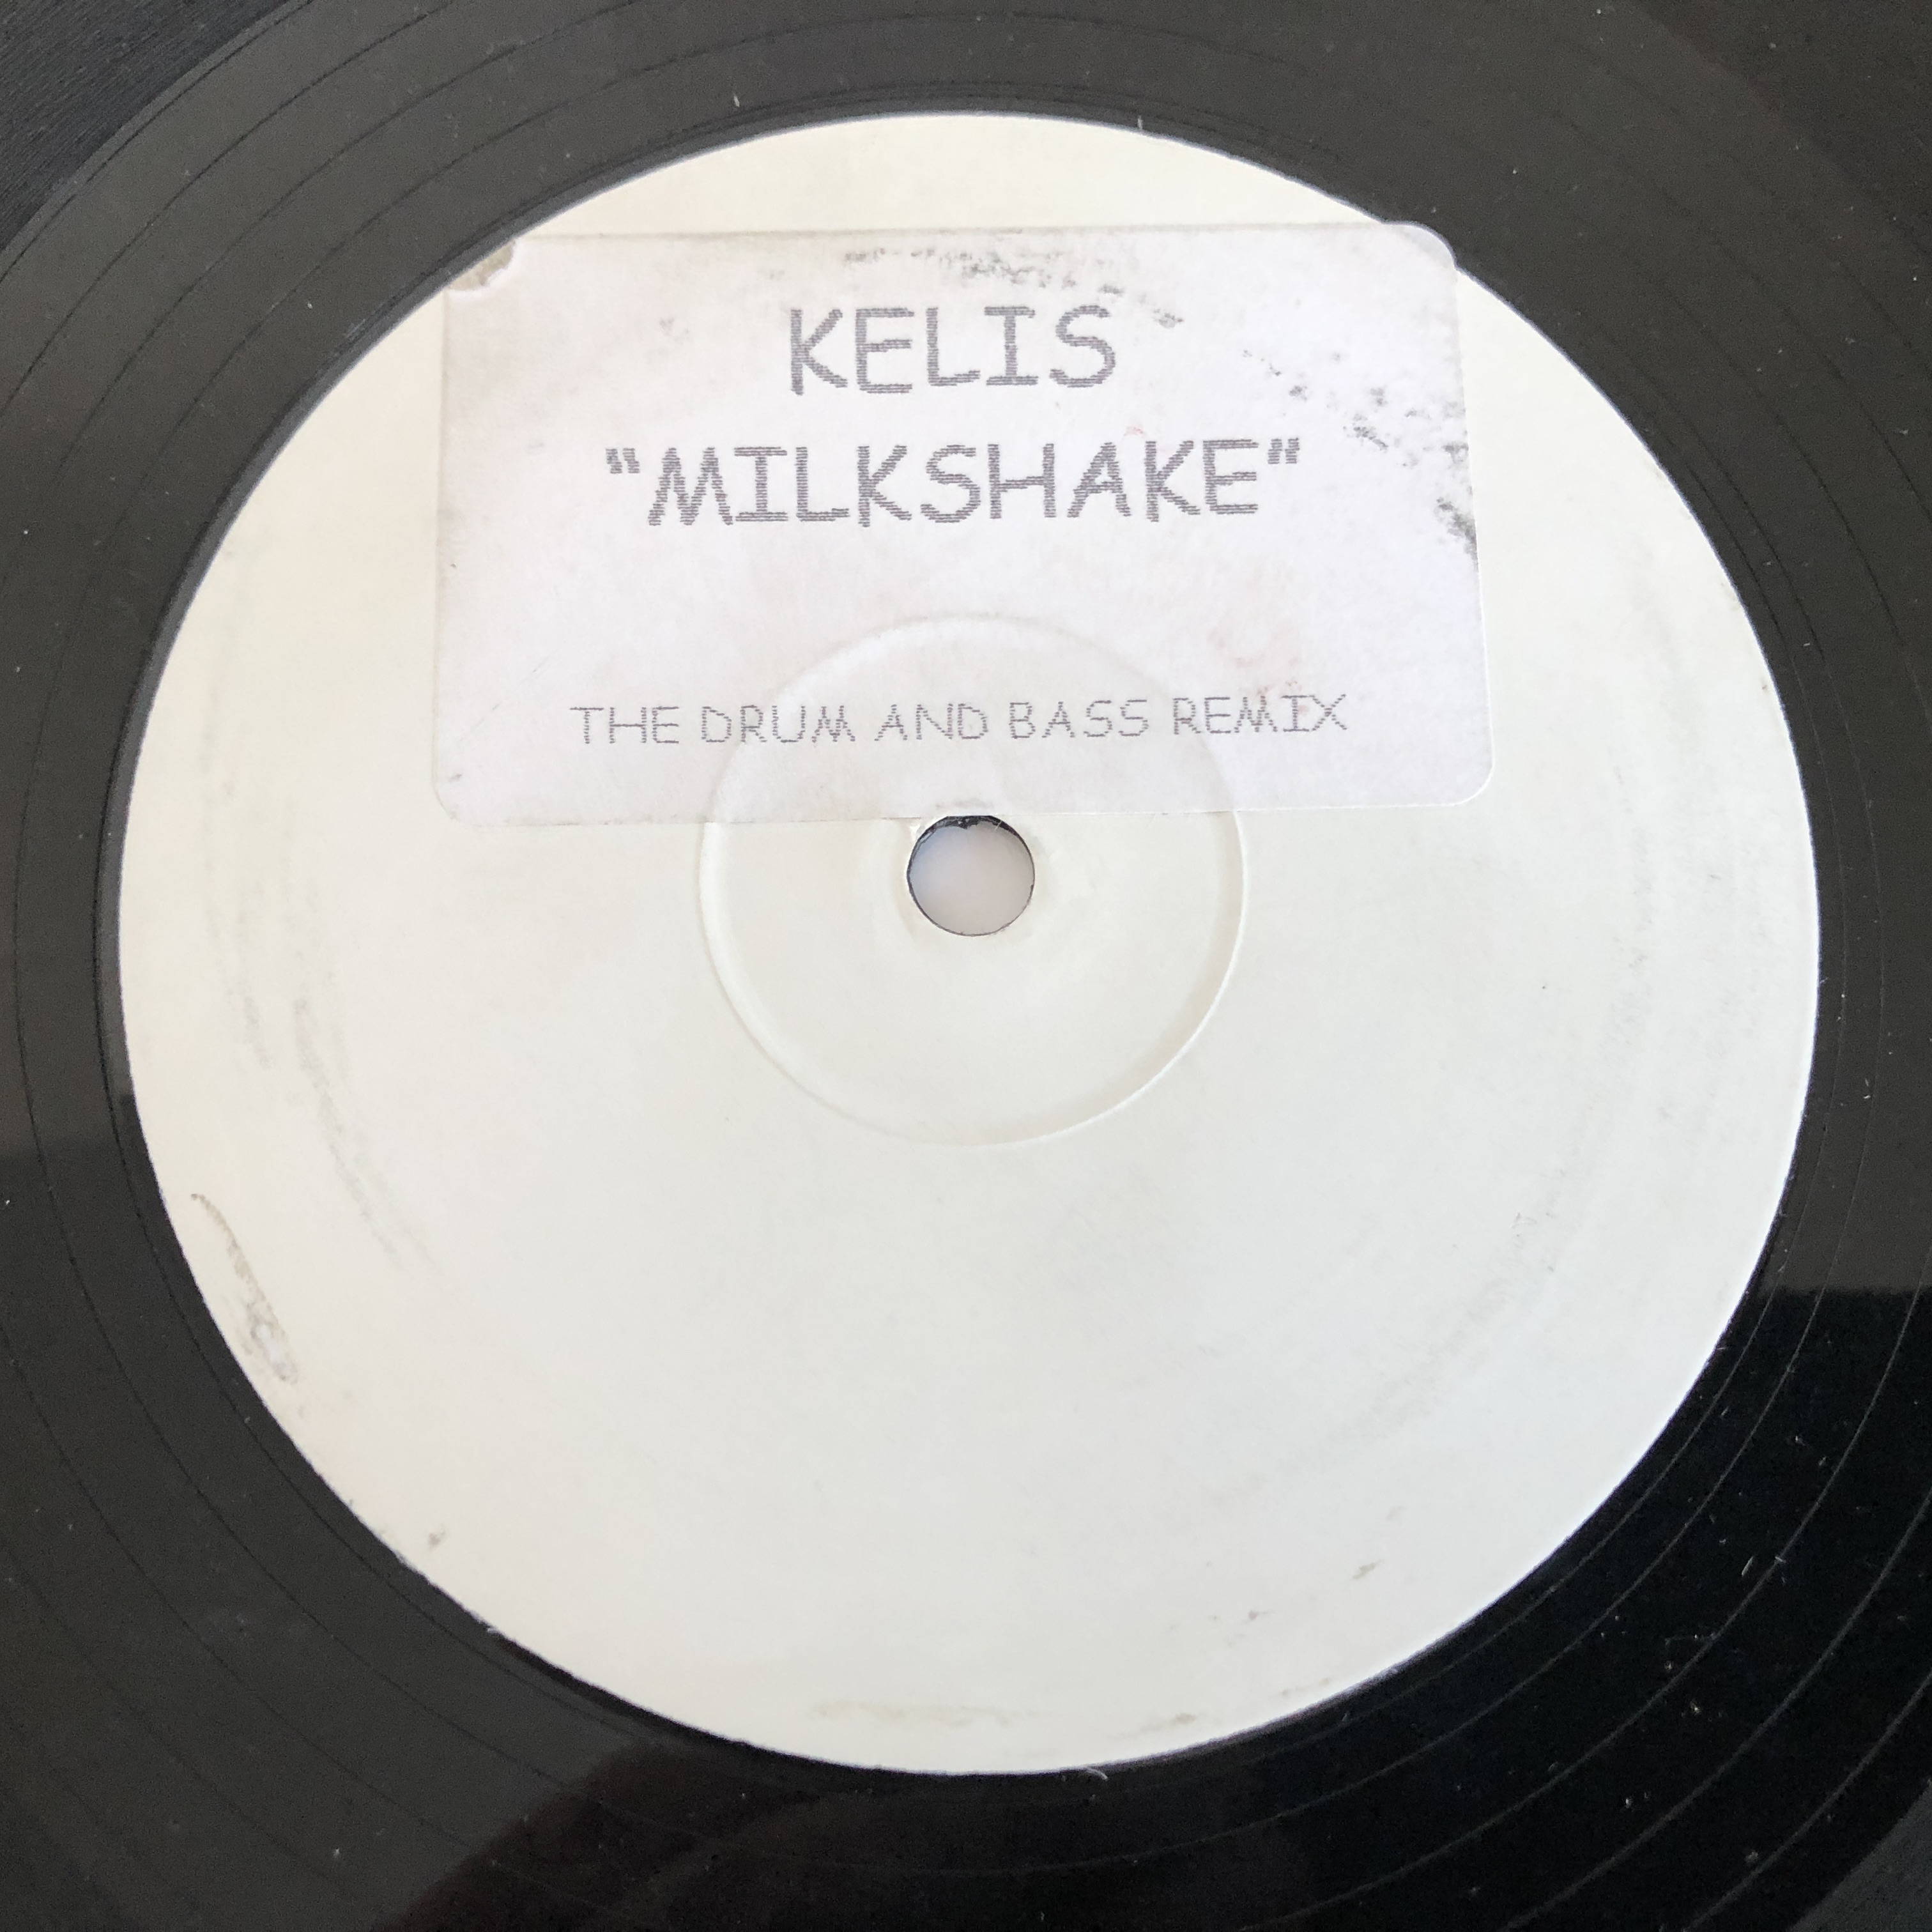 KELIS
"MILKSHAKE"
THE DRUM AND BASS REMIX